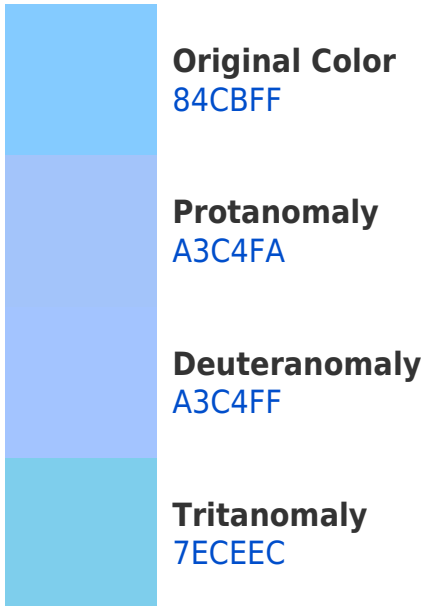 Original Color
84CBFF
Protanomaly
A3C4FA
Deuteranomaly
A3C4FF
Tritanomaly
7ECEEC